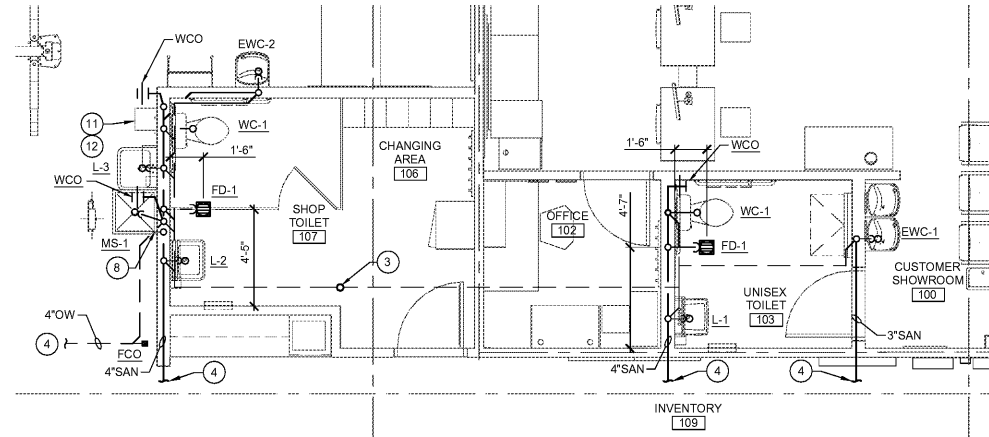 WCO
EWC-2
11
12
WC-1
1'-6"
CHANGING
AREA
106
1'-6"
WCO
L-3
WCO
FD-1
SHOP
TOILET
107
OFFICE
102
4'-7"
WC-1
MS-1
8
L-2
4'-5"
FD-1
EWC-1
3
CUSTOMER
SHOWROOM
100
UNISEX
TOILET
103
4"OW
L-1
4
FCO
3"SAN
4"SAN
4
4"SAN
4
4
INVENTORY
109